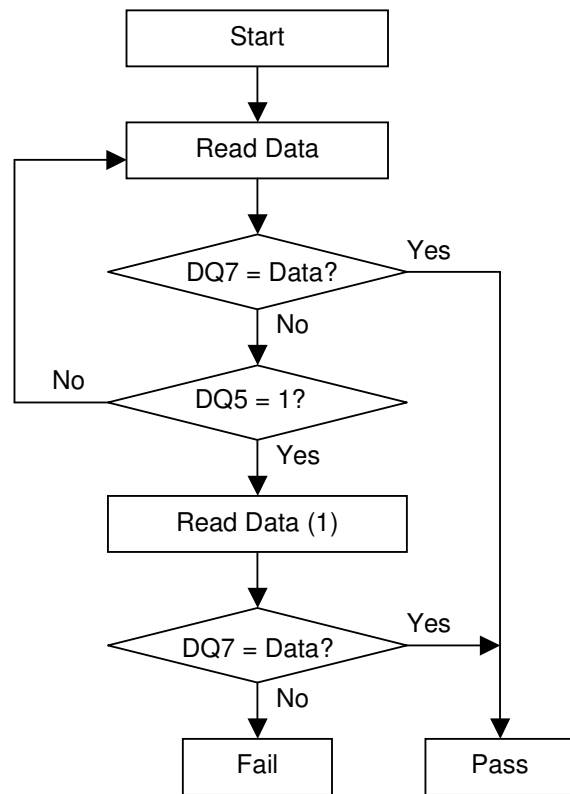 Start
Read Data
DQ7 = Data?
Yes
No
DQ5 = 1?
No
Yes
Read Data (1)
DQ7 = Data?
Yes
No
Fail
Pass